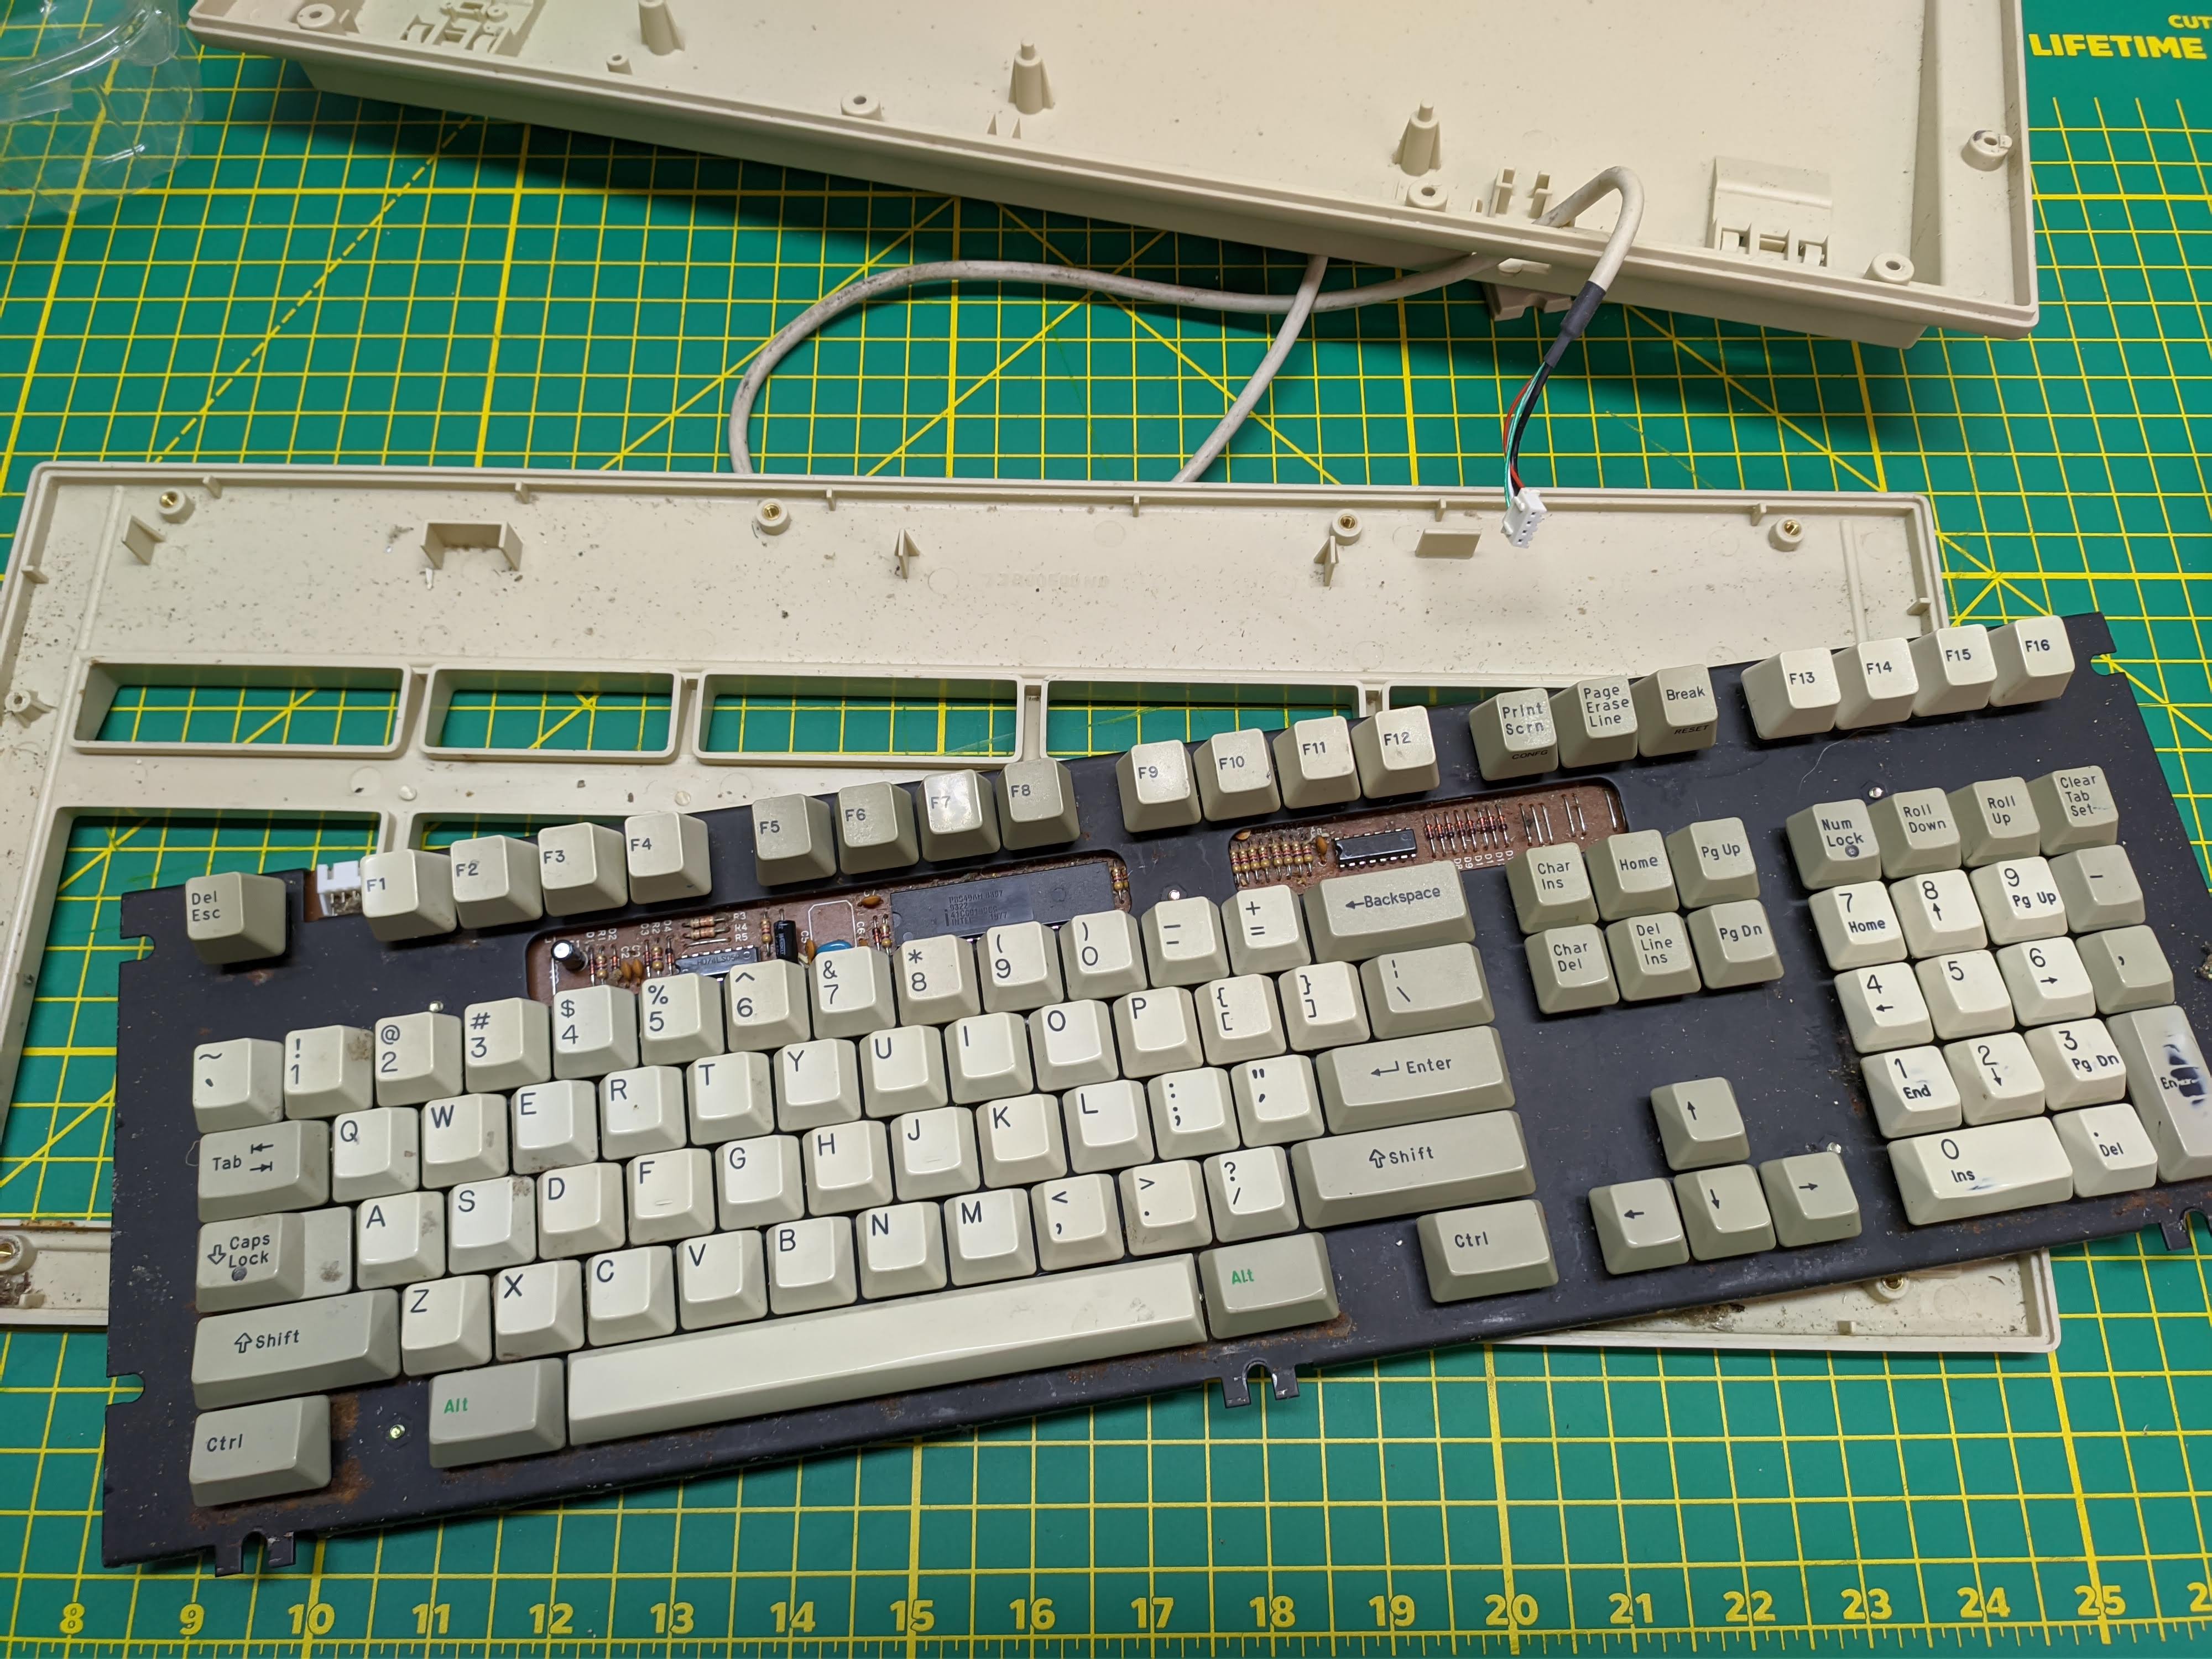 CUT
LIFETIME
F13
F14
F15
F16
Print
Scrn
CONFG
Page
Erase
Line
Break
RESET
F9
F10
F11
F12
F5
F6
F7
F8
F1
F2
F3
F4
Del
Esc
R3
R4
R5
Num
Lock
Roll
Down
Roll
Up
Clear
Tab
Set
Char
Ins
Home
Pg Up
←Backspace
~
`
!
1
@
2
#
3
$
4
%
5
^
6
&
7
*
8
(
9
)
0
_
-
+
=
7
Home
8
↑
9
Pg Up
-
Char
Del
Del
Line
Ins
Pg Dn
Tab
Q
W
E
R
T
Y
U
I
O
P
{
[
}
]
¦
\
4
←
5
6
→
,
⇩Caps
Lock
A
S
D
F
G
H
J
K
L
:
;
"
'
↵ Enter
↑
1
End
2
↓
3
Pg Dn
⇧Shift
Z
X
C
V
B
N
M
<
,
>
.
?
/
⇧Shift
←
↓
→
0
Ins
.
Del
Ctrl
Alt
Alt
Ctrl
8 9 10 11 12 13 14 15 16 17 18 19 20 21 22 23 24 25